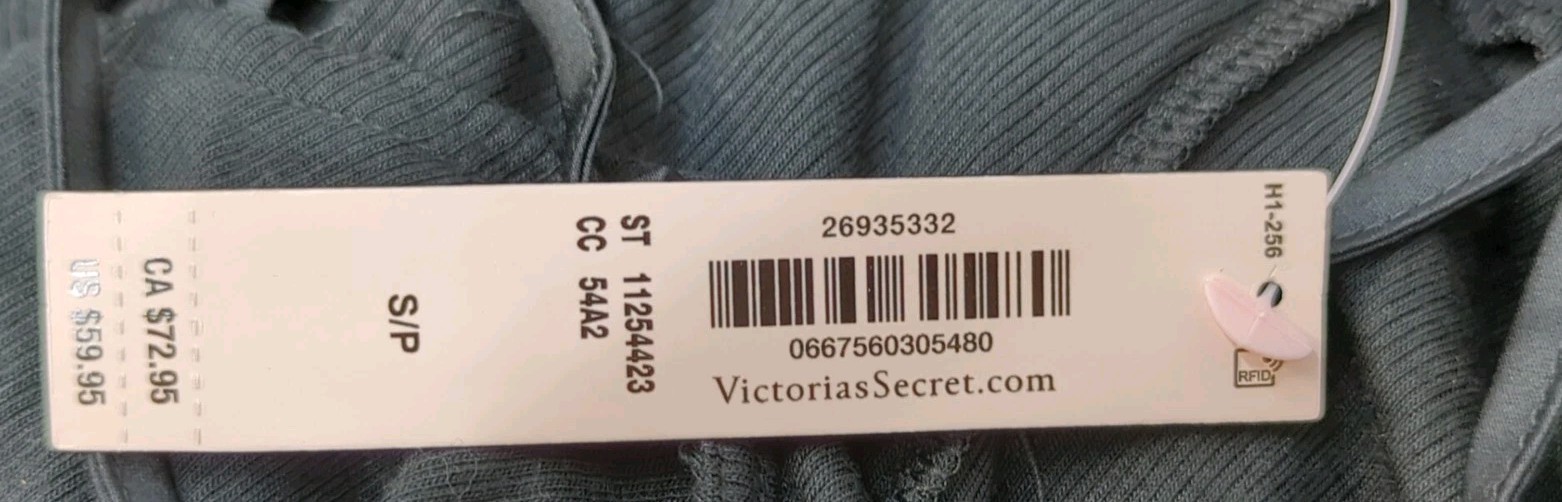 H1-256
RFID
26935332
0667560305480
VictoriasSecret.com
ST 11254423
CC 54A2
S/P
CA $72.95
US $59.95